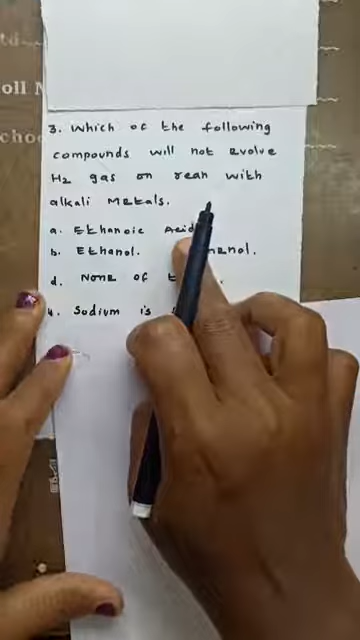 3. Which of the following
compounds will not evolve
H2 gas on rean with
alkali Metals.
a. Ethanoic Acid
b. Ethanol.
d. None of
4. Sodium is